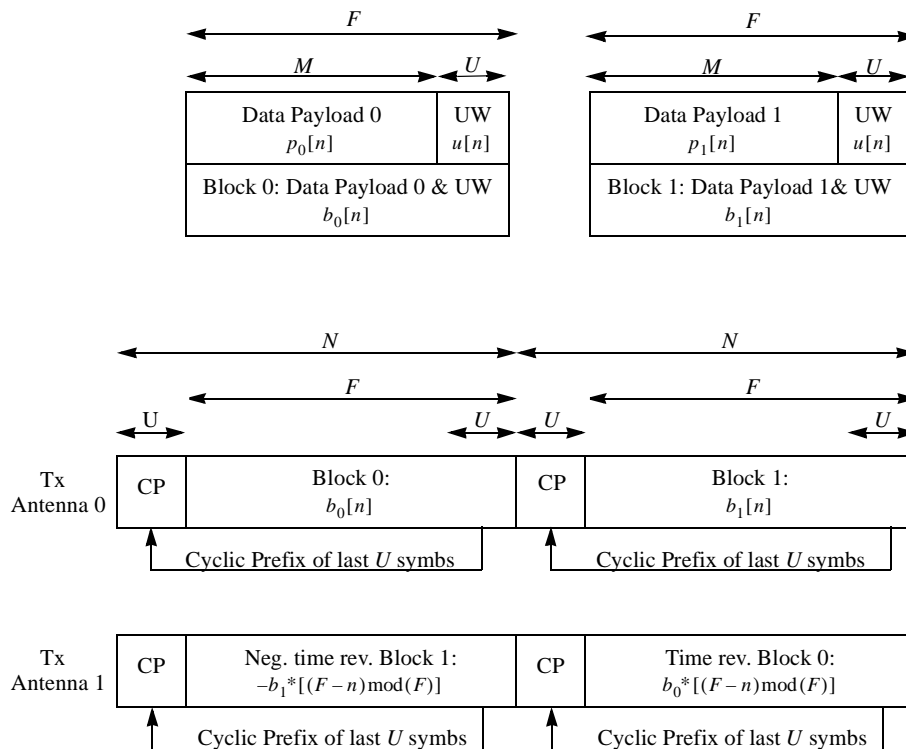 F
F
M
U
M
U
Data Payload 0
p0[n]
UW
u[n]
Data Payload 1
p1[n]
UW
u[n]
Block 0: Data Payload 0 & UW
b0[n]
Block 1: Data Payload 1& UW
b1[n]
N
N
F
F
U
U
U
U
Tx
Antenna 0
CP
Block 0:
b0[n]
CP
Block 1:
b1[n]
Cyclic Prefix of last U symbs
Cyclic Prefix of last U symbs
Tx
Antenna 1
CP
Neg. time rev. Block 1:
–b1*[(F – n)mod(F)]
CP
Time rev. Block 0:
b0*[(F – n)mod(F)]
Cyclic Prefix of last U symbs
Cyclic Prefix of last U symbs